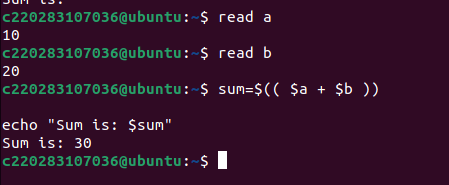 Sum is:
c220283107036@ubuntu:~$ read a
10
c220283107036@ubuntu:~$ read b
20
c220283107036@ubuntu:~$ sum=$(( $a + $b ))
echo "Sum is: $sum"
Sum is: 30
c220283107036@ubuntu:~$